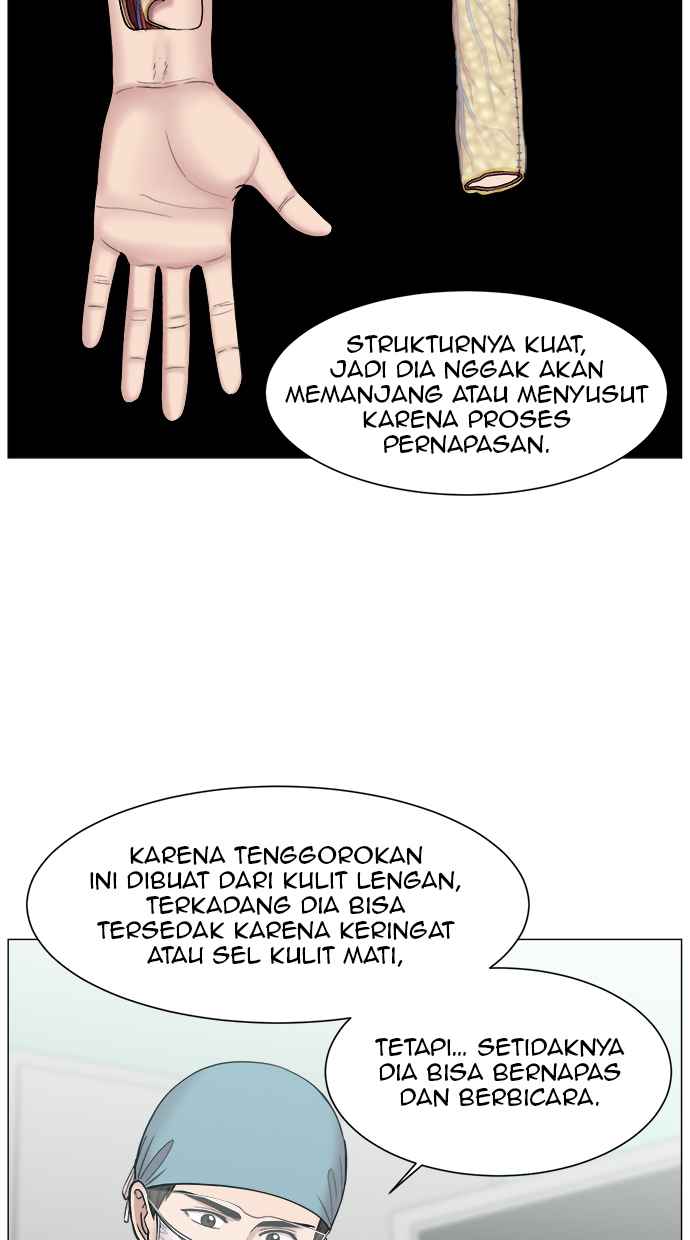 STRUKTURNYA KUAT,
JADI DIA NGGAK AKAN
MEMANJANG ATAU MENYUSUT
KARENA PROSES
PERNAPASAN.
KARENA TENGGOROKAN
INI DIBUAT DARI KULIT LENGAN,
TERKADANG DIA BISA
TERSEDAK KARENA KERINGAT
ATAU SEL KULIT MATI,
TETAPI... SETIDAKNYA
DIA BISA BERNAPAS
DAN BERBICARA.